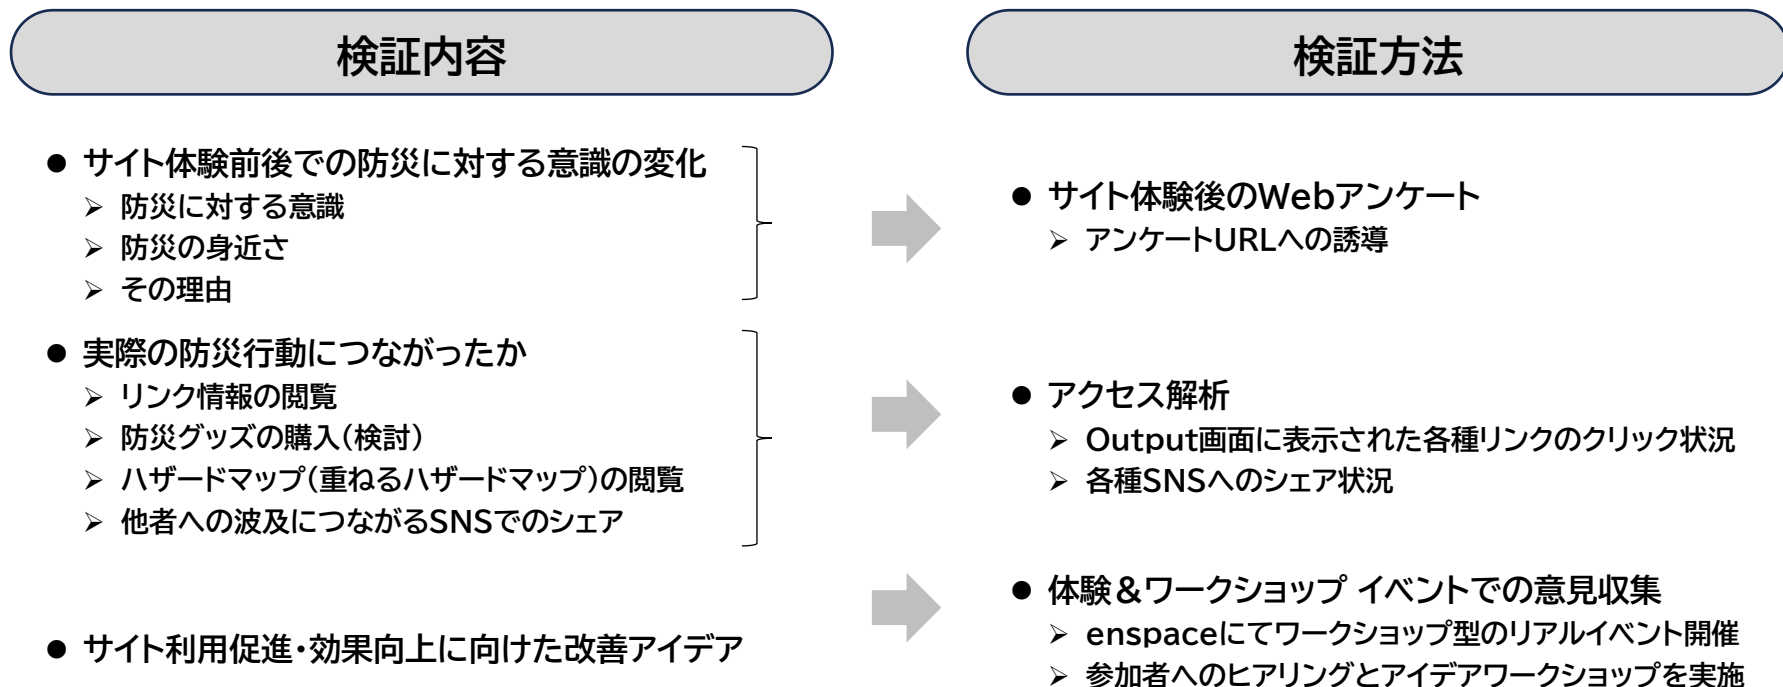 検証内容
● サイト体験前後での防災に対する意識の変化
➢ 防災に対する意識
➢ 防災の身近さ
➢ その理由
● 実際の防災行動につながったか
➢ リンク情報の閲覧
➢ 防災グッズの購入(検討)
➢ ハザードマップ(重ねるハザードマップ)の閲覧
➢ 他者への波及につながるSNSでのシェア
● サイト利用促進・効果向上に向けた改善アイデア
検証方法
● サイト体験後のWebアンケート
➢ アンケートURLへの誘導
● アクセス解析
➢ Output画面に表示された各種リンクのクリック状況
➢ 各種SNSへのシェア状況
● 体験&ワークショップ イベントでの意見収集
➢ enspaceにてワークショップ型のリアルイベント開催
➢ 参加者へのヒアリングとアイデアワークショップを実施